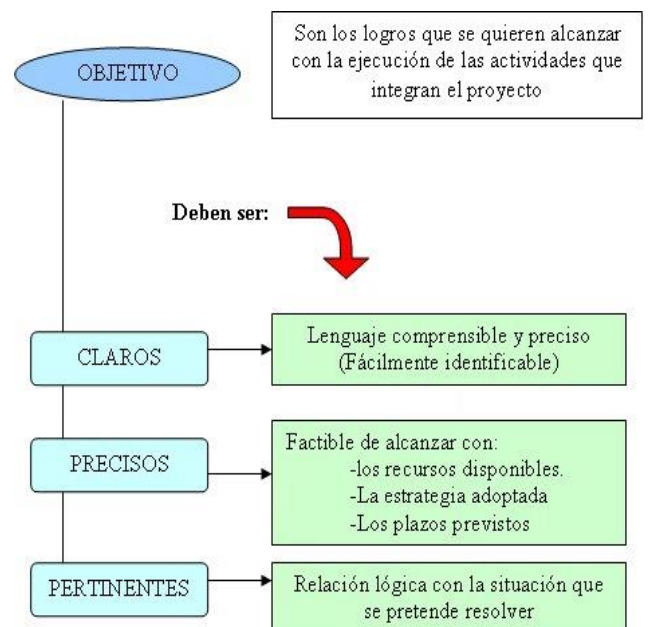 OBJETIVO
Son los logros que se quieren alcanzar
con la ejecución de las actividades que
integran el proyecto
Deben ser:
CLAROS
Lenguaje comprensible y preciso
(Fácilmente identificable)
PRECISOS
Factible de alcanzar con:
-los recursos disponibles.
-La estrategia adoptada
-Los plazos previstos
PERTINENTES
Relación lógica con la situación que
se pretende resolver